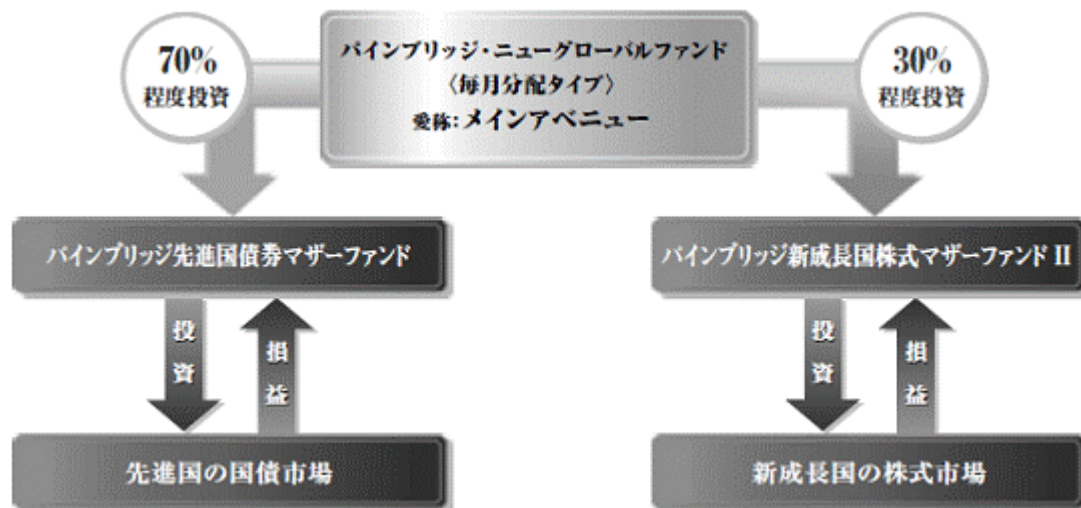 70%
程度投資
パインブリッジ・ニューグローバルファンド
〈毎月分配タイプ〉
愛称:メインアベニュー
30%
程度投資
パインブリッジ先進国債券マザーファンド
パインブリッジ新成長国株式マザーファンドⅡ
投資
損益
投資
損益
先進国の国債市場
新成長国の株式市場